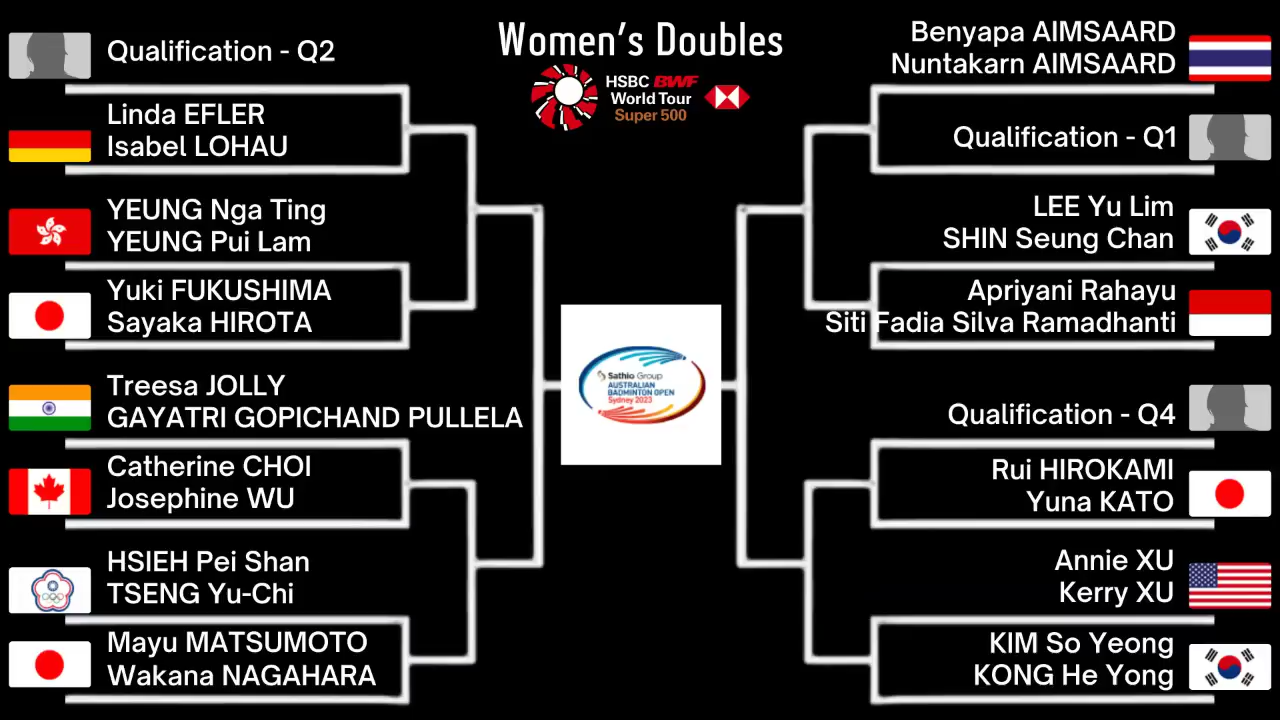 Women's Doubles
HSBC BWF
World Tour
Super 500
Qualification - Q2
Linda EFLER
Isabel LOHAU
YEUNG Nga Ting
YEUNG Pui Lam
Yuki FUKUSHIMA
Sayaka HIROTA
Treesa JOLLY
GAYATRI GOPICHAND PULLELA
Catherine CHOI
Josephine WU
HSIEH Pei Shan
TSENG Yu-Chi
Mayu MATSUMOTO
Wakana NAGAHARA
Sathio Group
AUSTRALIAN
BADMINTON OPEN
Sydney 2023
Benyapa AIMSAARD
Nuntakarn AIMSAARD
Qualification - Q1
LEE Yu Lim
SHIN Seung Chan
Apriyani Rahayu
Siti Fadia Silva Ramadhanti
Qualification - Q4
Rui HIROKAMI
Yuna KATO
Annie XU
Kerry XU
KIM So Yeong
KONG He Yong